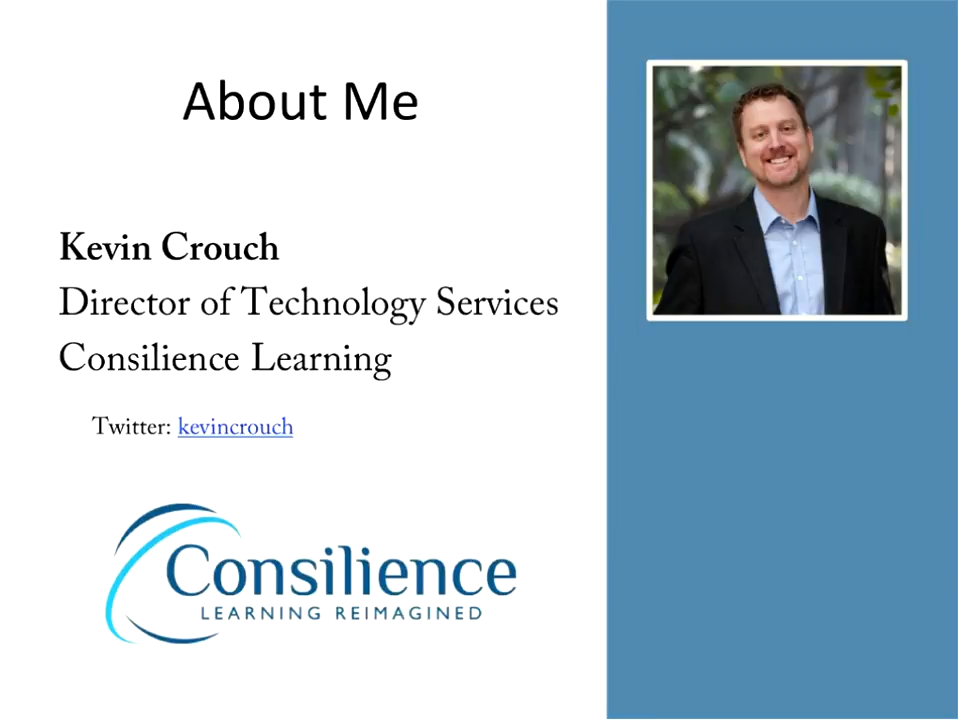 About Me
Kevin Crouch
Director of Technology Services
Consilience Learning
Twitter: kevincrouch
Consilience
LEARNING REIMAGINED